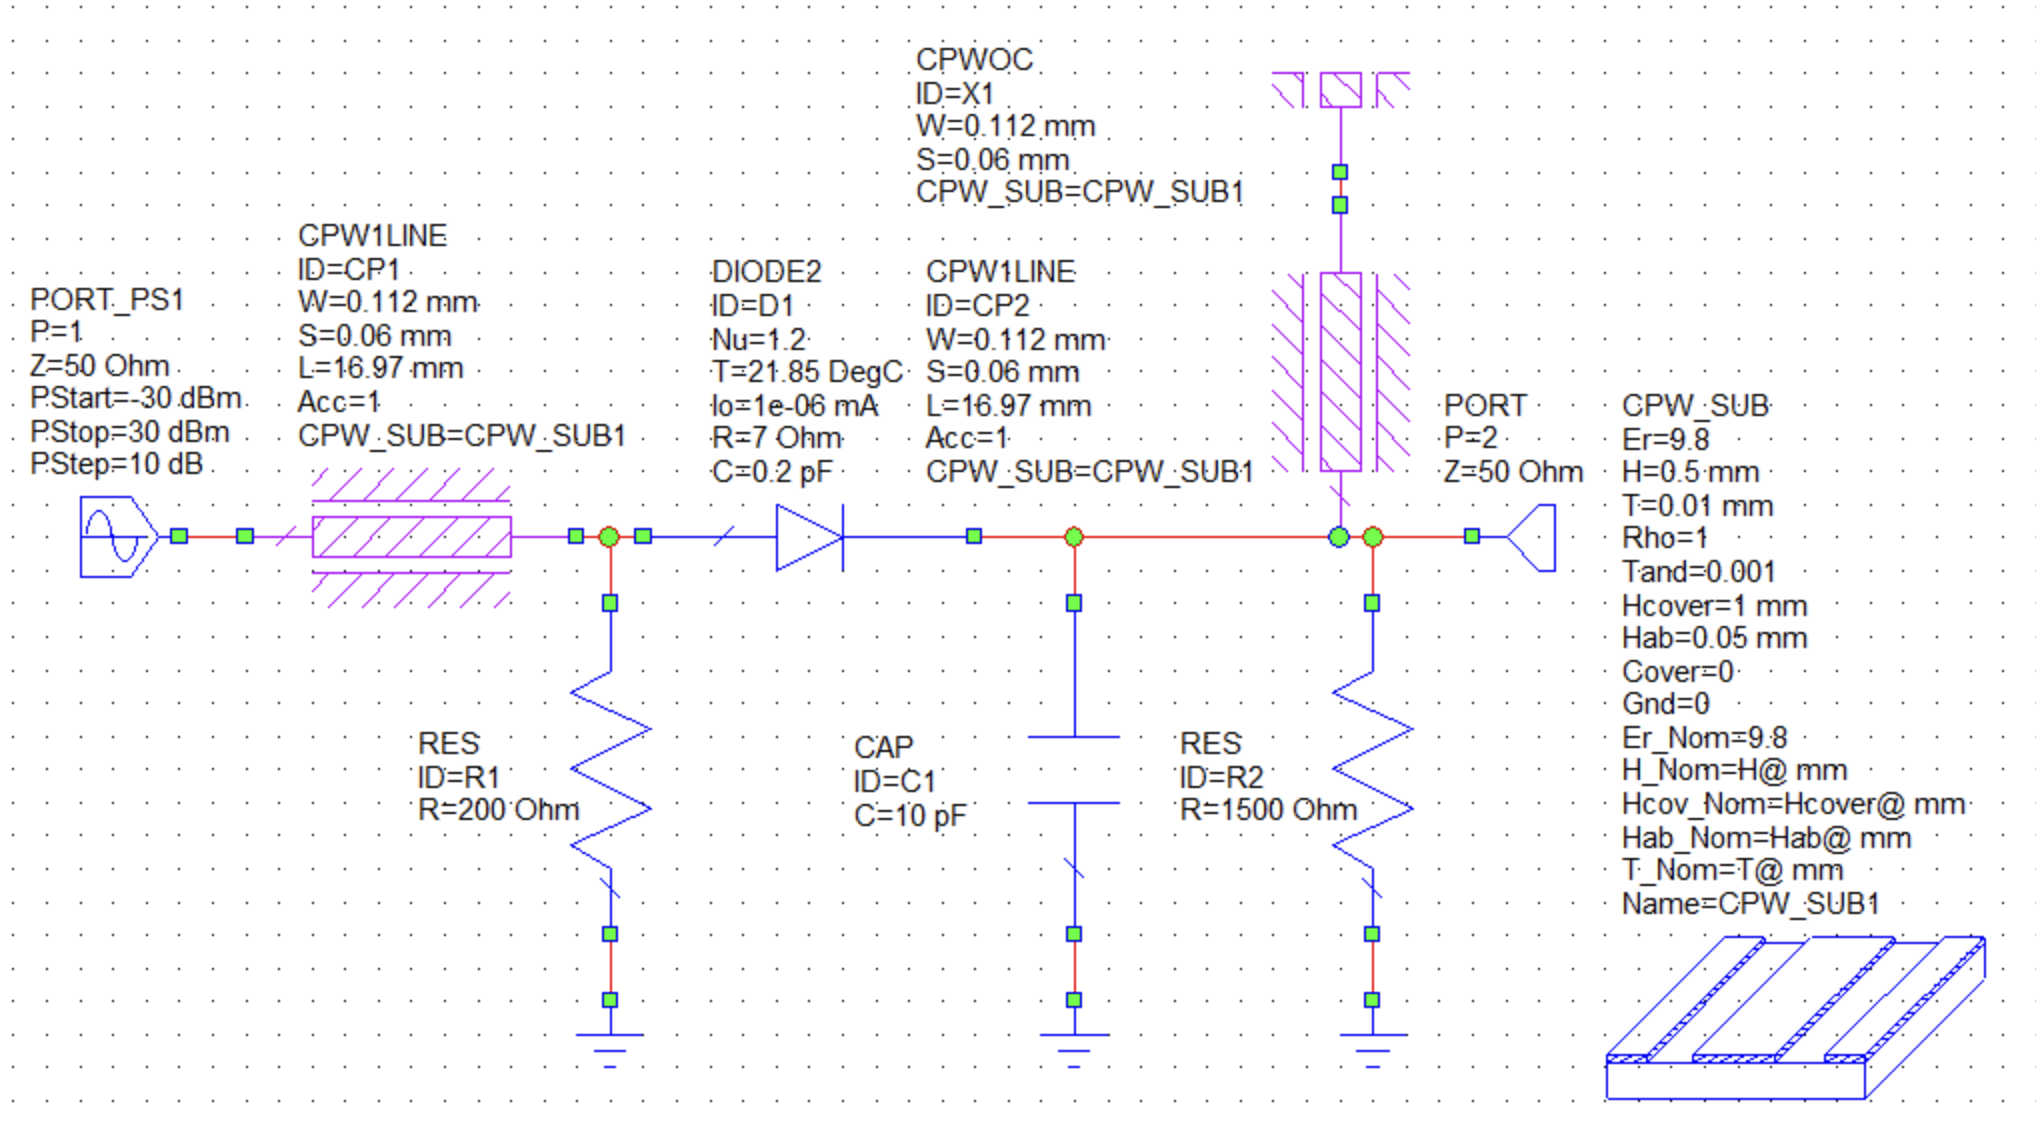 CPWOC
ID=X1
W=0.112 mm
S=0.06 mm
CPW_SUB=CPW_SUB1
CPW1LINE
ID=CP1
W=0.112 mm
S=0.06 mm
L=16.97 mm
Acc=1
CPW_SUB=CPW_SUB1
PORT_PS1
P=1
Z=50 Ohm
PStart=-30 dBm
PStop=30 dBm
PStep=10 dB
DIODE2
ID=D1
Nu=1.2
T=21.85 DegC
Io=1e-06 mA
R=7 Ohm
C=0.2 pF
CPW1LINE
ID=CP2
W=0.112 mm
S=0.06 mm
L=16.97 mm
Acc=1
CPW_SUB=CPW_SUB1
PORT
P=2
Z=50 Ohm
CPW_SUB
Er=9.8
H=0.5 mm
T=0.01 mm
Rho=1
Tand=0.001
Hcover=1 mm
Hab=0.05 mm
Cover=0
Gnd=0
Er_Nom=9.8
H_Nom=H@ mm
Hcov_Nom=Hcover@ mm
Hab_Nom=Hab@ mm
T_Nom=T@ mm
Name=CPW_SUB1
RES
ID=R1
R=200 Ohm
CAP
ID=C1
C=10 pF
RES
ID=R2
R=1500 Ohm